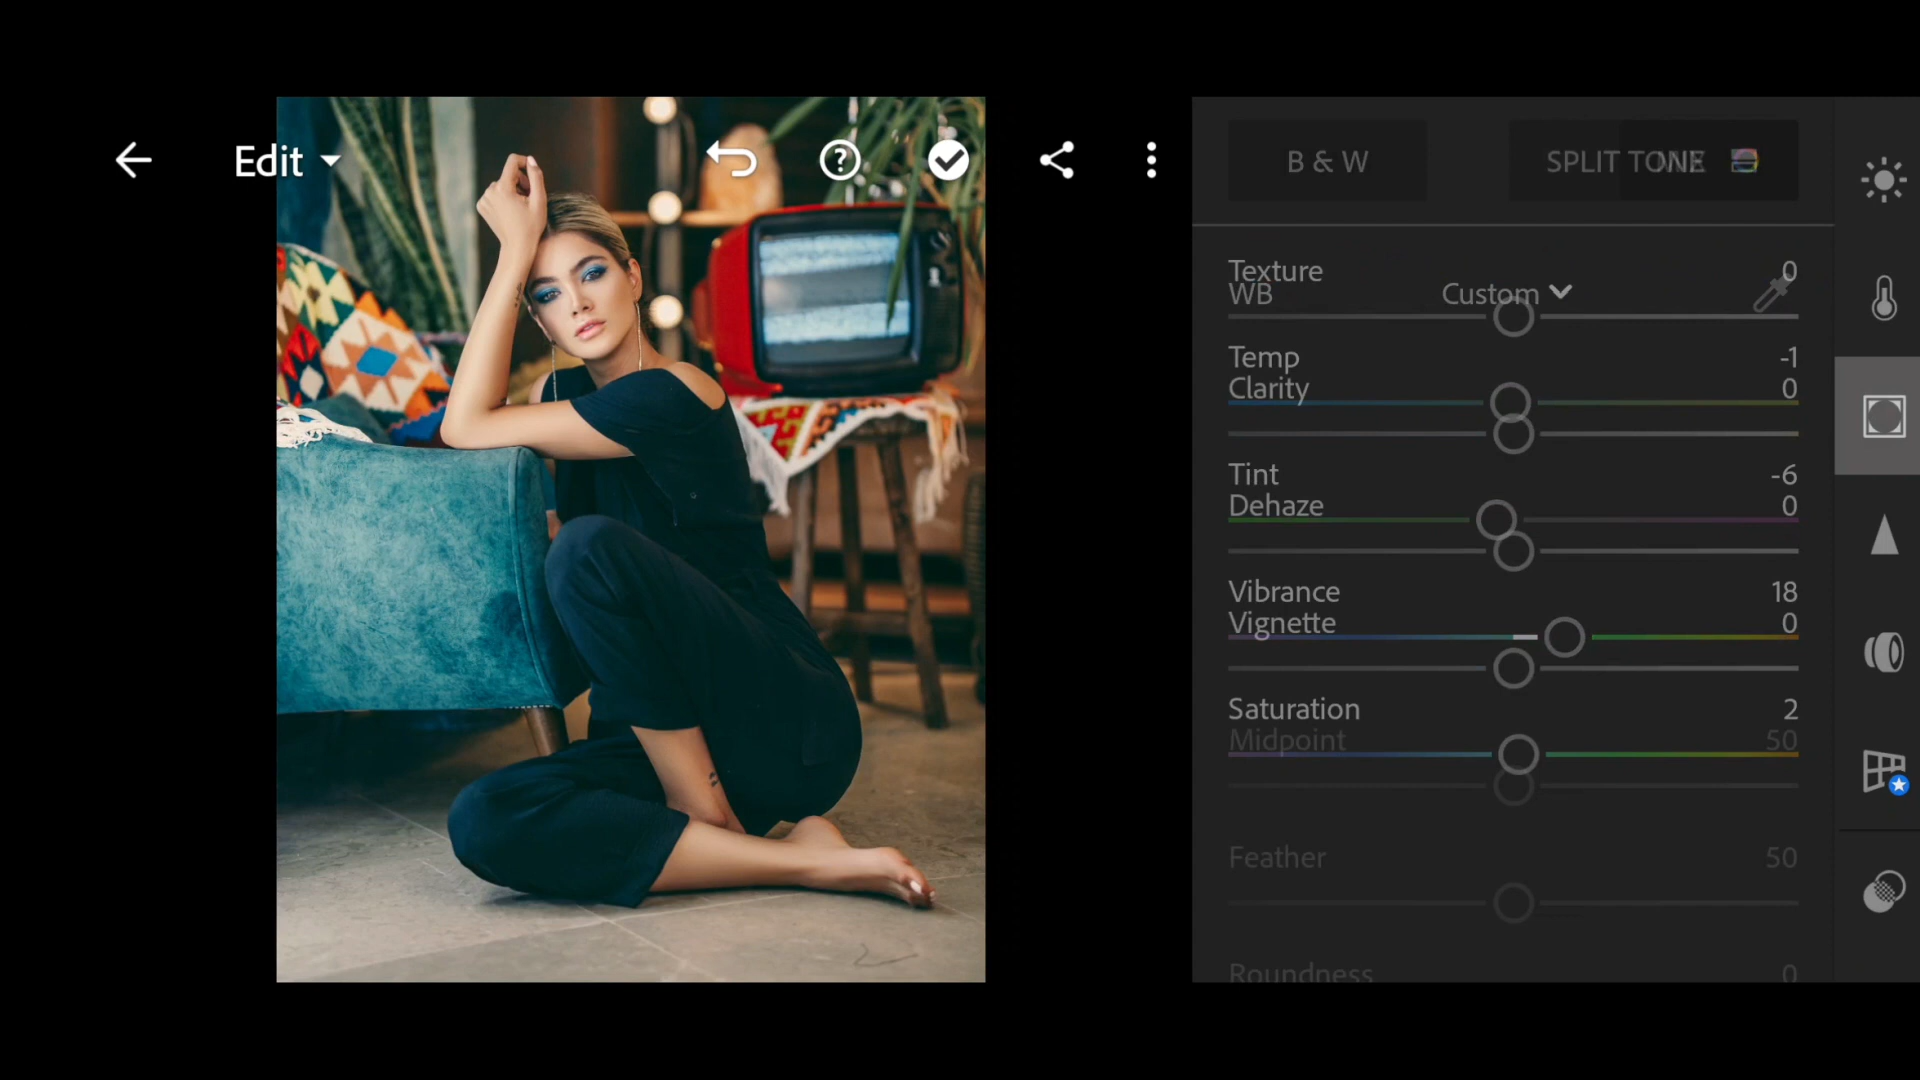 Edit
B & W
SPLIT TONE
MIX
Texture 0
WB Custom
Temp -1
Clarity 0
Tint -6
Dehaze 0
Vibrance 18
Vignette 0
Saturation 2
Midpoint 50
Feather 50
Roundness 0